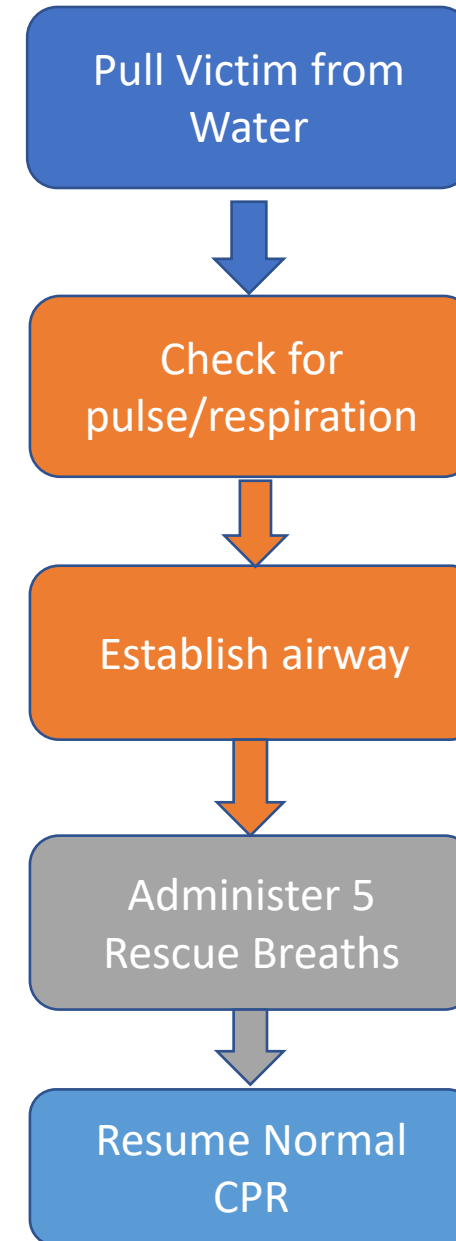 Pull Victim from
Water
Check for
pulse/respiration
Establish airway
Administer 5
Rescue Breaths
Resume Normal
CPR